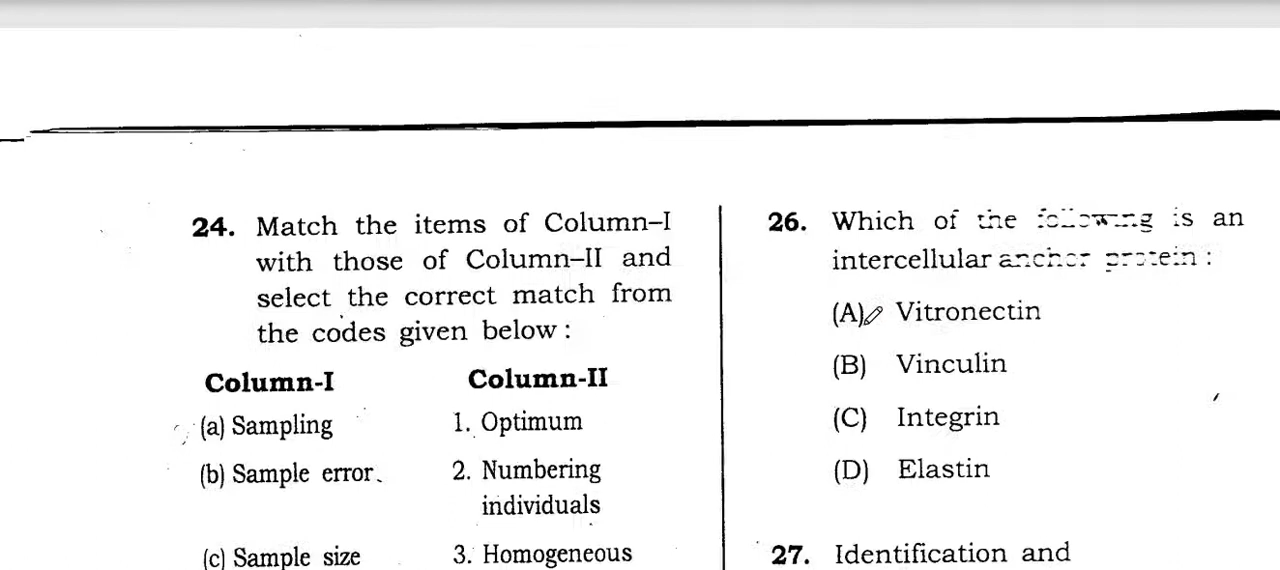 24. Match the items of Column–I
with those of Column–II and
select the correct match from
the codes given below :
Column-I Column-II
(a) Sampling 1. Optimum
(b) Sample error 2. Numbering
individuals
(c) Sample size 3. Homogeneous
26. Which of the following is an
intercellular anchor protein :
(A) Vitronectin
(B) Vinculin
(C) Integrin
(D) Elastin
27. Identification and